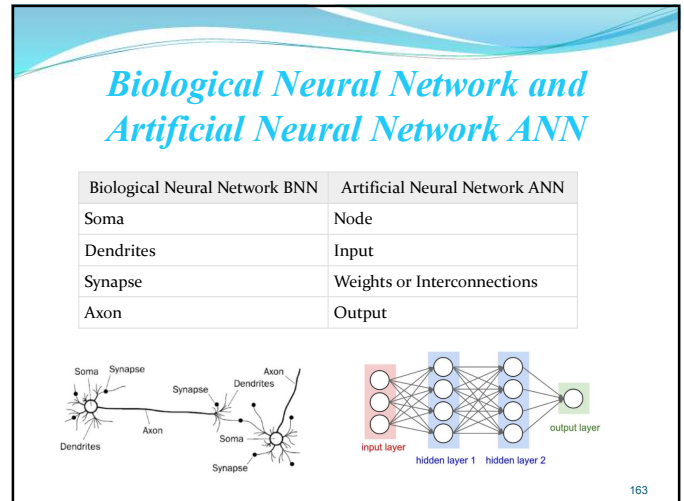 Biological Neural Network and
Artificial Neural Network ANN
Biological Neural Network BNN Artificial Neural Network ANN
Soma Node
Dendrites Input
Synapse Weights or Interconnections
Axon Output
Soma Synapse
Synapse
Dendrites
Axon
Axon
Dendrites
Soma
Synapse
input layer
hidden layer 1 hidden layer 2
output layer
163